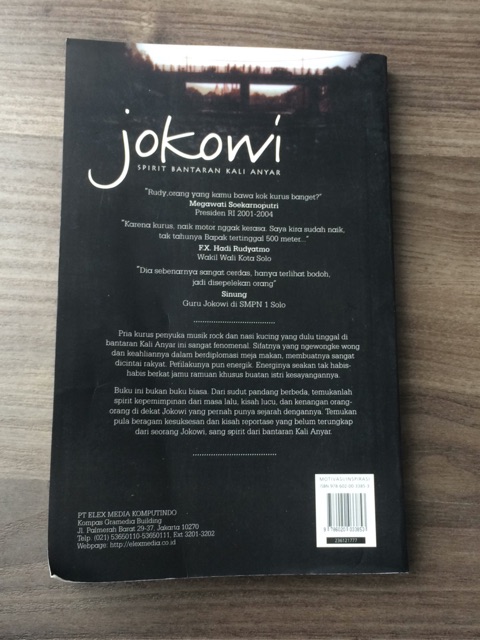 jokowi
SPIRIT BANTARAN KALI ANYAR
"Rudy,orang yang kamu bawa kok kurus banget?"
Megawati Soekarnoputri
Presiden RI 2001-2004
"Karena kurus, naik motor nggak kerasa. Saya kira sudah naik,
tak tahunya Bapak tertinggal 500 meter..."
F.X. Hadi Rudyatmo
Wakil Wali Kota Solo
"Dia sebenarnya sangat cerdas, hanya terlihat bodoh,
jadi disepelekan orang"
Sinung
Guru Jokowi di SMPN 1 Solo
Pria kurus penyuka musik rock dan nasi kucing yang dulu tinggal di
bantaran Kali Anyar ini sangat fenomenal. Sifatnya yang ngewongke wong
dan keahliannya dalam berdiplomasi meja makan, membuatnya sangat
dicintai rakyat. Perilakunya pun energik. Energinya seakan tak habis-
habis berkat jamu ramuan khusus buatan istri kesayangannya.
Buku ini bukan buku biasa. Dari sudut pandang berbeda, temukanlah
spirit kepemimpinan dari masa lalu, kisah lucu, dan kenangan orang-
orang di dekat Jokowi yang pernah punya sejarah dengannya. Temukan
pula beragam kesuksesan dan kisah reportase yang belum terungkap
dari seorang Jokowi, sang spirit dari bantaran Kali Anyar.
MOTIVASI/INSPIRASI
PT ELEX MEDIA KOMPUTINDO
Kompas Gramedia Building
Jl. Palmerah Barat 29-37, Jakarta 10270
Telp. (021) 53650110-53650111, Ext 3201-3202
Webpage: http://elexmedia.co.id
236121777